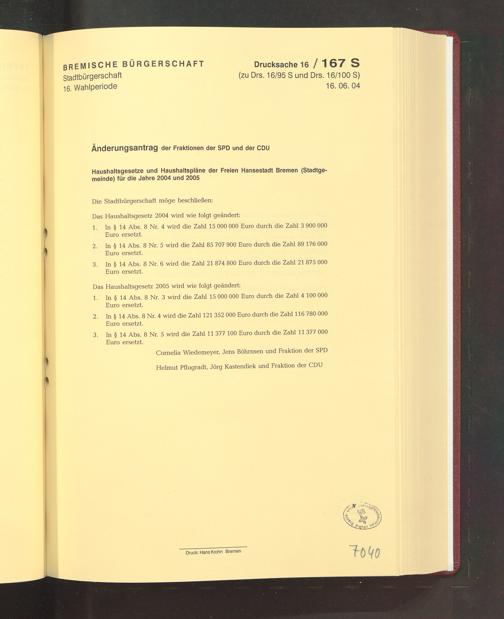 BREMISCHE BÜRGERSCHAFT
Stadtbürgerschaft
16. Wahlperiode
Drucksache 16 / 167 S
(zu Drs. 16/95 S und Drs. 16/100 S)
16. 06. 04
Änderungsantrag der Fraktionen der SPD und der CDU
Haushaltsgesetze und Haushaltspläne der Freien Hansestadt Bremen (Stadtge-
meinde) für die Jahre 2004 und 2005
Die Stadtbürgerschaft möge beschließen:
Das Haushaltsgesetz 2004 wird wie folgt geändert:
1. In § 14 Abs. 8 Nr. 4 wird die Zahl 15 000 000 Euro durch die Zahl 3 900 000
Euro ersetzt.
2. In § 14 Abs. 8 Nr. 5 wird die Zahl 85 707 900 Euro durch die Zahl 89 176 000
Euro ersetzt.
3. In § 14 Abs. 8 Nr. 6 wird die Zahl 21 874 800 Euro durch die Zahl 21 875 000
Euro ersetzt.
Das Haushaltsgesetz 2005 wird wie folgt geändert:
1. In § 14 Abs. 8 Nr. 3 wird die Zahl 15 000 000 Euro durch die Zahl 4 100 000
Euro ersetzt.
2. In § 14 Abs. 8 Nr. 4 wird die Zahl 121 352 000 Euro durch die Zahl 116 780 000
Euro ersetzt.
3. In § 14 Abs. 8 Nr. 5 wird die Zahl 11 377 100 Euro durch die Zahl 11 377 000
Euro ersetzt.
Cornelia Wiedemeyer, Jens Böhrnsen und Fraktion der SPD
Helmut Pflugradt, Jörg Kastendiek und Fraktion der CDU
Druck: Hans Krohn Bremen
7040